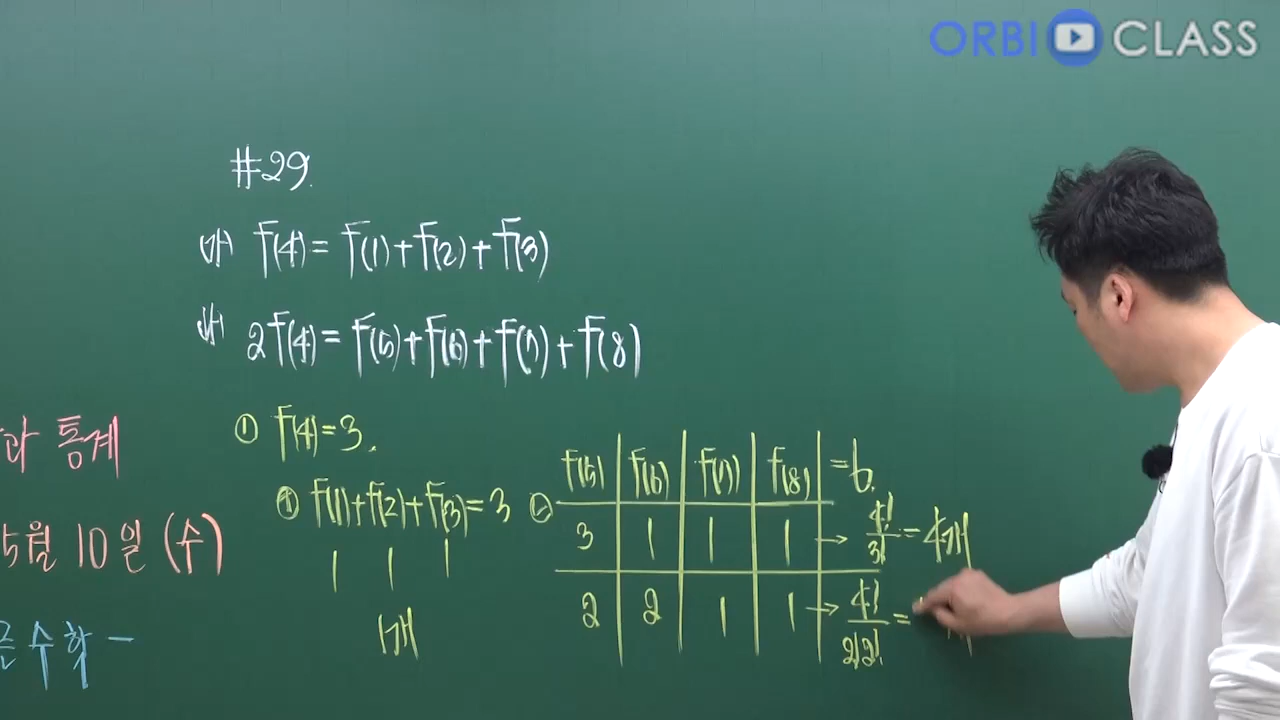 ORBI CLASS
#29.
(가) f(4) = f(1)+f(2)+f(3)
(나) 2f(4) = f(5)+f(6)+f(7)+f(8)
과 통계
5월 10일 (수)
수학 -
① f(4)=3.
㉠ f(1)+f(2)+f(3)=3
1 1 1
1개
㉡ f(5) f(6) f(7) f(8) =6.
3 1 1 1 → 4!/3! = 4개
2 2 1 1 → 4!/2!2! =